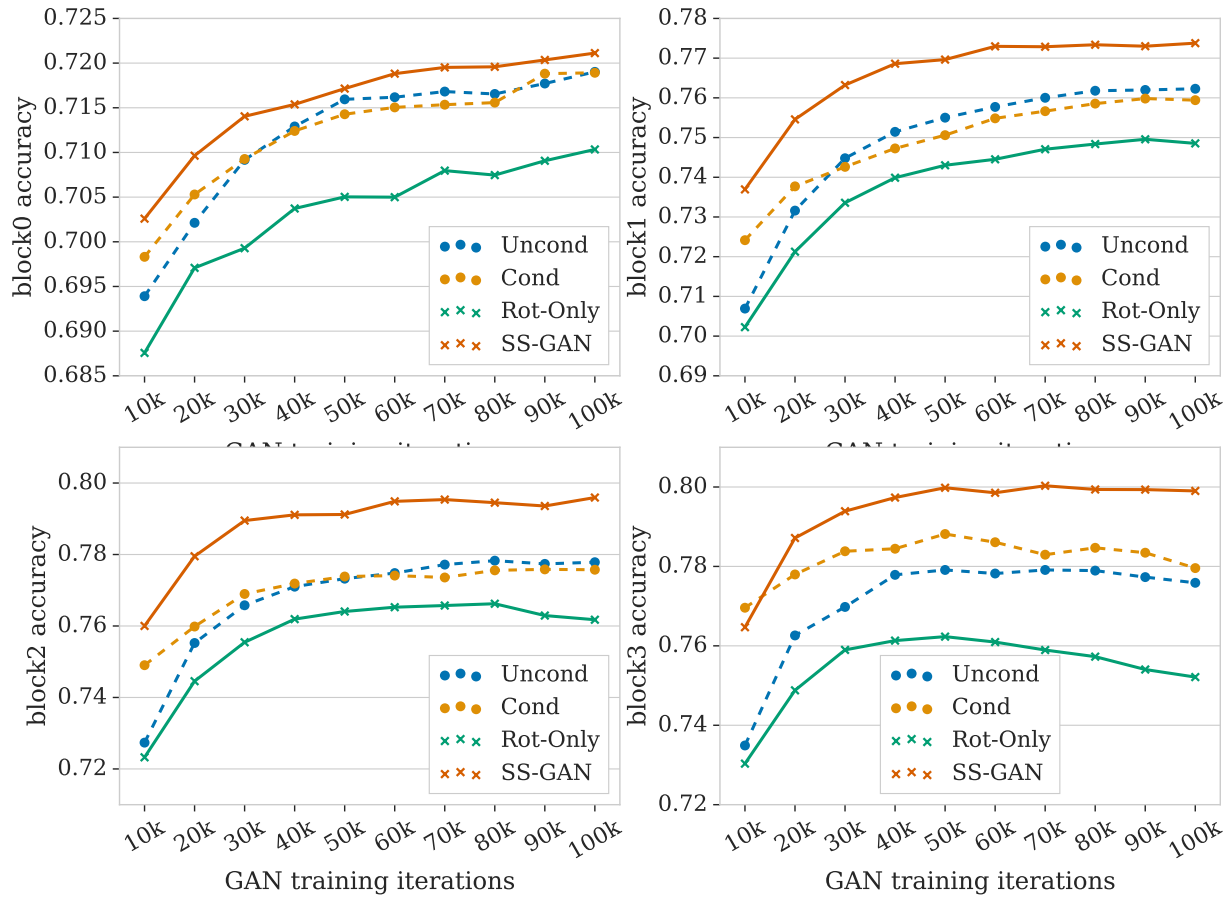 block0 accuracy
0.725
0.720
0.715
0.710
0.705
0.700
0.695
0.690
0.685
10k 20k 30k 40k 50k 60k 70k 80k 90k 100k
Uncond
Cond
Rot-Only
SS-GAN
block1 accuracy
0.78
0.77
0.76
0.75
0.74
0.73
0.72
0.71
0.70
0.69
10k 20k 30k 40k 50k 60k 70k 80k 90k 100k
Uncond
Cond
Rot-Only
SS-GAN
block2 accuracy
0.80
0.78
0.76
0.74
0.72
10k 20k 30k 40k 50k 60k 70k 80k 90k 100k
GAN training iterations
Uncond
Cond
Rot-Only
SS-GAN
block3 accuracy
0.80
0.78
0.76
0.74
0.72
10k 20k 30k 40k 50k 60k 70k 80k 90k 100k
GAN training iterations
Uncond
Cond
Rot-Only
SS-GAN